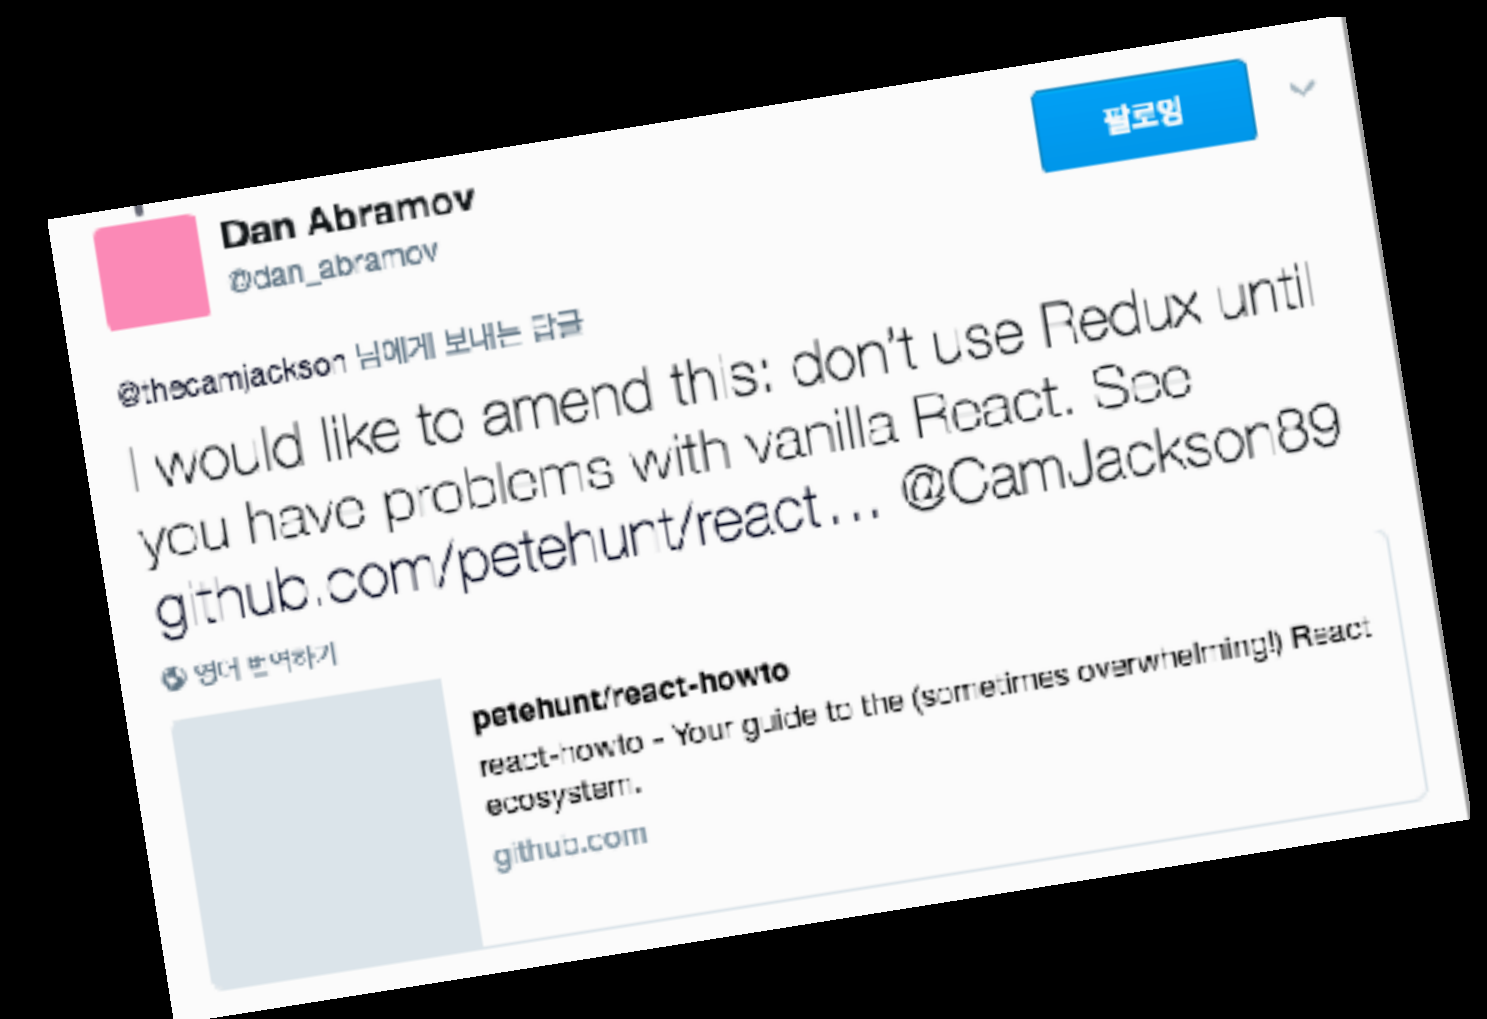 팔로잉
Dan Abramov
@dan_abramov
@thecamjackson 님에게 보내는 답글
I would like to amend this: don't use Redux until
you have problems with vanilla React. See
github.com/petehunt/react… @CamJackson89
영어 번역하기
petehunt/react-howto
react-howto - Your guide to the (sometimes overwhelming!) React
ecosystem.
github.com